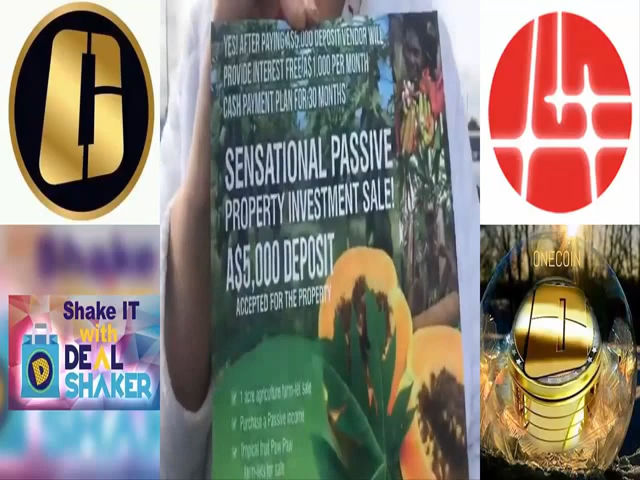 YES! AFTER PAYING A$5,000 DEPOSIT VENDOR WILL
PROVIDE INTEREST FREE (A$1,000 PER MONTH
CASH PAYMENT PLAN FOR 30 MONTHS
SENSATIONAL PASSIVE
PROPERTY INVESTMENT SALE!
A$5,000 DEPOSIT
ACCEPTED FOR THE PROPERTY
1 acre agriculture farm-lot sale
Purchase a Passive income
Tropical fruit Paw Paw
farm-lots for sale
Shake IT
with
DEAL
SHAKER
ONECOIN